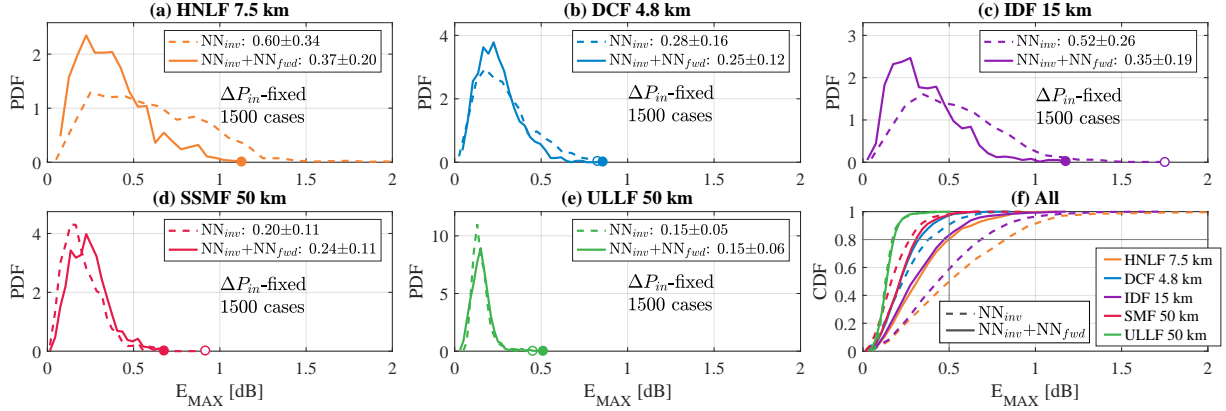 (a) HNLF 7.5 km
PDF
2
1
0
NN_inv: 0.60±0.34
NN_inv+NN_fwd: 0.37±0.20
ΔP_in-fixed
1500 cases
0 0.5 1 1.5 2
(b) DCF 4.8 km
PDF
4
2
0
NN_inv: 0.28±0.16
NN_inv+NN_fwd: 0.25±0.12
ΔP_in-fixed
1500 cases
0 0.5 1 1.5 2
(c) IDF 15 km
PDF
3
2
1
0
NN_inv: 0.52±0.26
NN_inv+NN_fwd: 0.35±0.19
ΔP_in-fixed
1500 cases
0 0.5 1 1.5 2
(d) SSMF 50 km
PDF
4
2
0
NN_inv: 0.20±0.11
NN_inv+NN_fwd: 0.24±0.11
ΔP_in-fixed
1500 cases
0 0.5 1 1.5 2
E_MAX [dB]
(e) ULLF 50 km
PDF
10
5
0
NN_inv: 0.15±0.05
NN_inv+NN_fwd: 0.15±0.06
ΔP_in-fixed
1500 cases
0 0.5 1 1.5 2
E_MAX [dB]
(f) All
CDF
1
0.8
0.6
0.4
0.2
0
NN_inv
NN_inv+NN_fwd
HNLF 7.5 km
DCF 4.8 km
IDF 15 km
SMF 50 km
ULLF 50 km
0 0.5 1 1.5 2
E_MAX [dB]